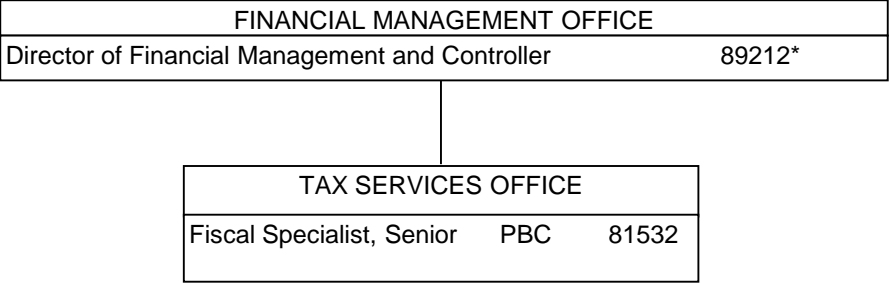 FINANCIAL MANAGEMENT OFFICE
Director of Financial Management and Controller 89212*
TAX SERVICES OFFICE
Fiscal Specialist, Senior PBC 81532